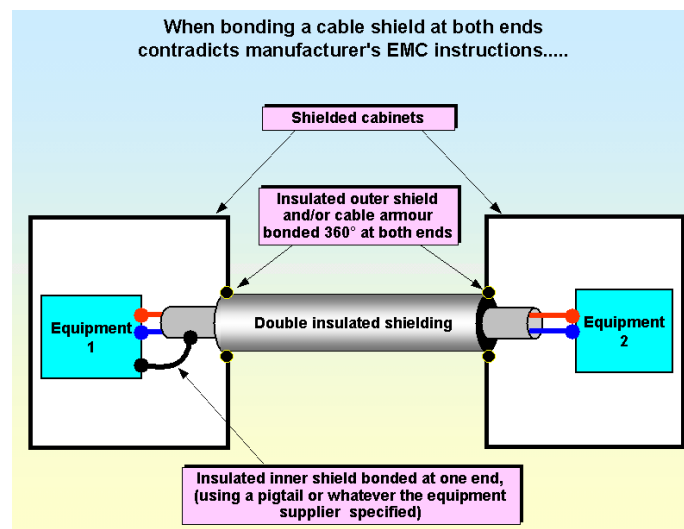 When bonding a cable shield at both ends
contradicts manufacturer's EMC instructions.....
Shielded cabinets
Insulated outer shield
and/or cable armour
bonded 360° at both ends
Equipment
1
Double insulated shielding
Equipment
2
Insulated inner shield bonded at one end,
(using a pigtail or whatever the equipment
supplier specified)